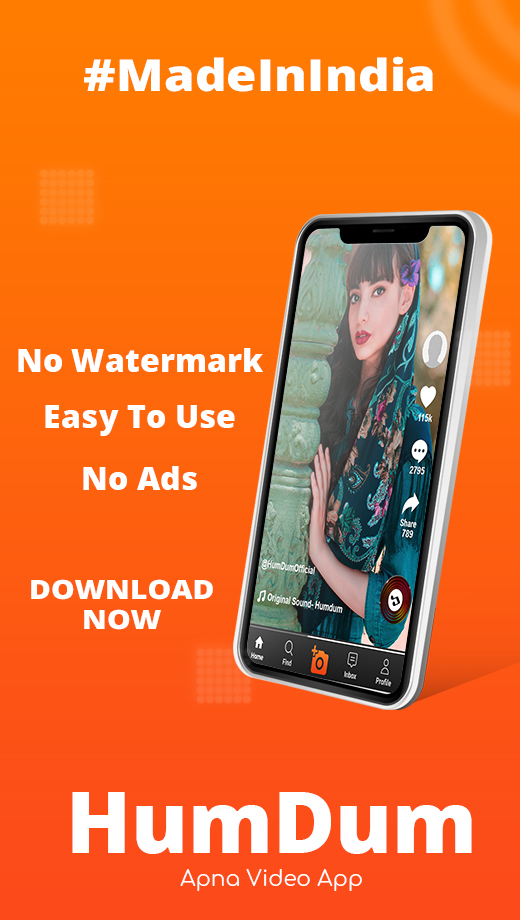 #MadeInIndia
No Watermark
Easy To Use
No Ads
DOWNLOAD
NOW
115k
2795
Share
789
@HumDumOfficial
Original Sound- Humdum
Home
Find
Inbox
Profile
HumDum
Apna Video App